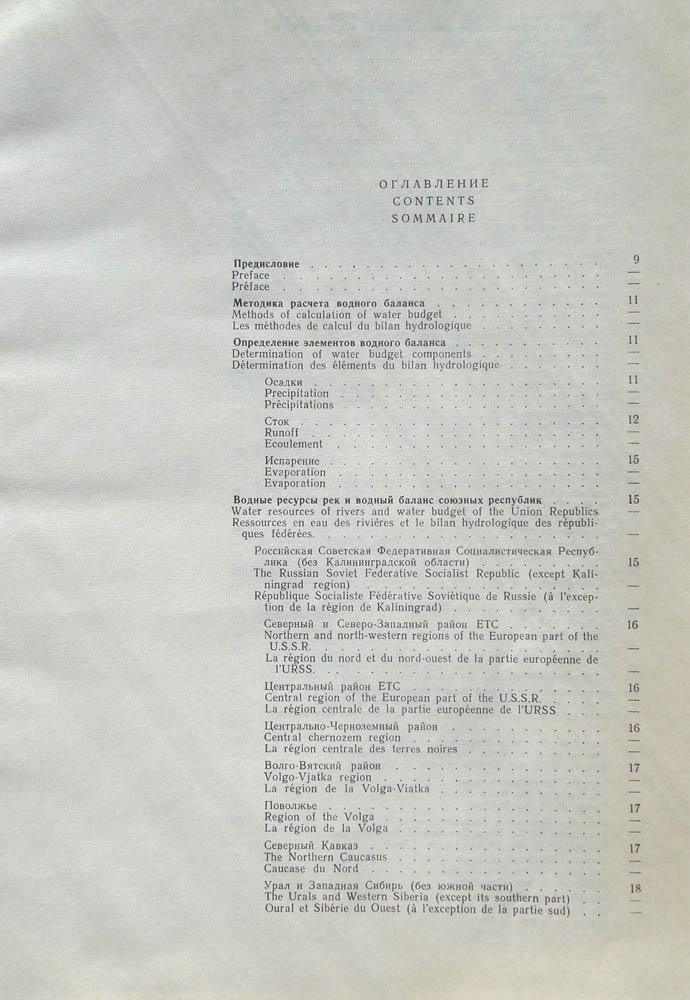 ОГЛАВЛЕНИЕ
CONTENTS
SOMMAIRE
Предисловие . . . . . . . . . . . . . . . . . . . . . 9
Preface . . . . . . . . . . . . . . . . . . . . . . . —
Préface . . . . . . . . . . . . . . . . . . . . . . . —
Методика расчета водного баланса . . . . . . . . . . . . 11
Methods of calculation of water budget . . . . . . . . . . . —
Les méthodes de calcul du bilan hydrologique . . . . . . . . . —
Определение элементов водного баланса . . . . . . . . . . . 11
Determination of water budget components . . . . . . . . . —
Détermination des éléments du bilan hydrologique . . . . . . . —
Осадки . . . . . . . . . . . . . . . . . . . . . 11
Precipitation . . . . . . . . . . . . . . . . . . . —
Précipitations . . . . . . . . . . . . . . . . . . . —
Сток . . . . . . . . . . . . . . . . . . . . . . 12
Runoff . . . . . . . . . . . . . . . . . . . . . —
Ecoulement . . . . . . . . . . . . . . . . . . . . —
Испарение . . . . . . . . . . . . . . . . . . . . 15
Evaporation . . . . . . . . . . . . . . . . . . . —
Evaporation . . . . . . . . . . . . . . . . . . . —
Водные ресурсы рек и водный баланс союзных республик . . . . 15
Water resources of rivers and water budget of the Union Republics —
Ressources en eau des rivières et le bilan hydrologique des républi-
ques fédérées. . . . . . . . . . . . . . . . . . . . . —
Российская Советская Федеративная Социалистическая Респуб-
лика (без Калининградской области) . . . . . . . . . 15
The Russian Soviet Federative Socialist Republic (except Kali-
ningrad region) . . . . . . . . . . . . . . . . . —
République Socialiste Fédérative Soviétique de Russie (à l'excep-
tion de la région de Kaliningrad) . . . . . . . . . . . —
Северный и Северо-Западный район ЕТС . . . . . . . 16
Northern and north-western regions of the European part of the
U.S.S.R. . . . . . . . . . . . . . . . . . . . . —
La région du nord et du nord-ouest de la partie européenne de
l'URSS. . . . . . . . . . . . . . . . . . . . . —
Центральный район ЕТС . . . . . . . . . . . . . . 16
Central region of the European part of the U.S.S.R. . . . . —
La région centrale de la partie européenne de l'URSS . . . —
Центрально-Черноземный район . . . . . . . . . . . 16
Central chernozem region . . . . . . . . . . . . . . —
La région centrale des terres noires . . . . . . . . . . —
Волго-Вятский район . . . . . . . . . . . . . . . 17
Volgo-Vjatka region . . . . . . . . . . . . . . . . —
La région de la Volga-Viatka . . . . . . . . . . . . —
Поволжье . . . . . . . . . . . . . . . . . . . . 17
Region of the Volga . . . . . . . . . . . . . . . . —
La région de la Volga . . . . . . . . . . . . . . . —
Северный Кавказ . . . . . . . . . . . . . . . . . 17
The Northern Caucasus . . . . . . . . . . . . . . . —
Caucase du Nord . . . . . . . . . . . . . . . . . —
Урал и Западная Сибирь (без южной части) . . . . . . 18
The Urals and Western Siberia (except its southern part) . . —
Oural et Sibérie du Ouest (à l'exception de la partie sud) . . —